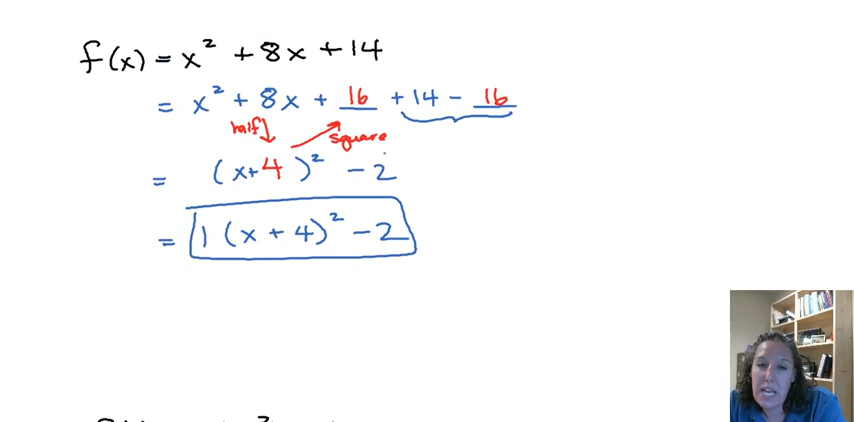 f(x) = x² + 8x + 14
= x² + 8x + 16 + 14 - 16
half square
= (x+4)² - 2
= 1(x + 4)² - 2